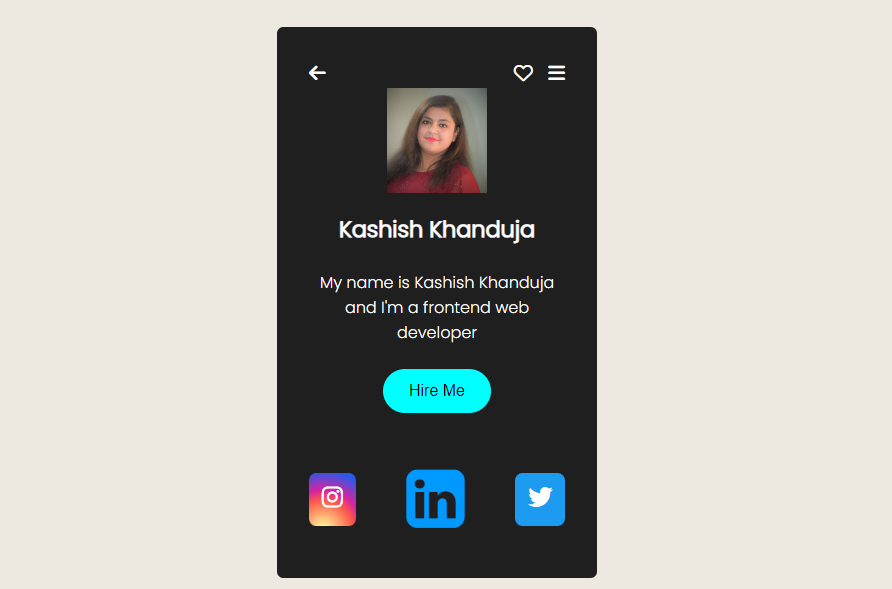 Kashish Khanduja
My name is Kashish Khanduja
and I'm a frontend web
developer
Hire Me
in